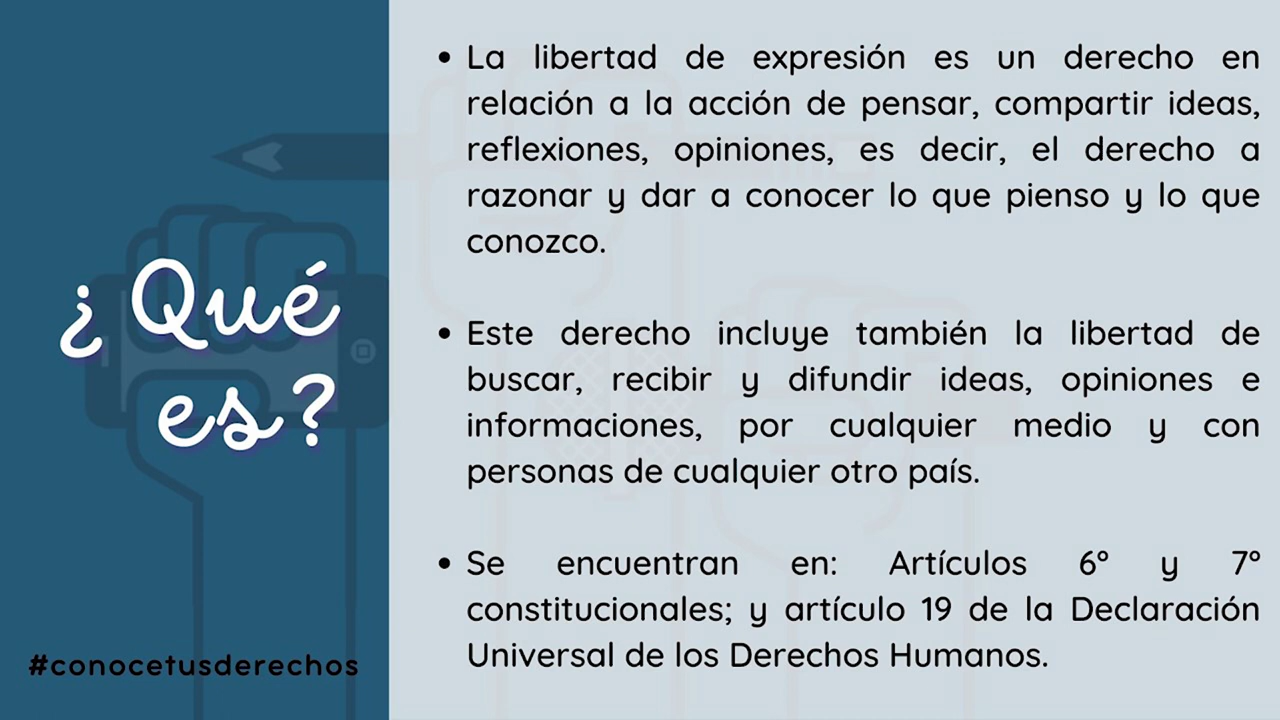 ¿Qué
es?
#conocetusderechos
• La libertad de expresión es un derecho en
relación a la acción de pensar, compartir ideas,
reflexiones, opiniones, es decir, el derecho a
razonar y dar a conocer lo que pienso y lo que
conozco.
• Este derecho incluye también la libertad de
buscar, recibir y difundir ideas, opiniones e
informaciones, por cualquier medio y con
personas de cualquier otro país.
• Se encuentran en: Artículos 6° y 7°
constitucionales; y artículo 19 de la Declaración
Universal de los Derechos Humanos.